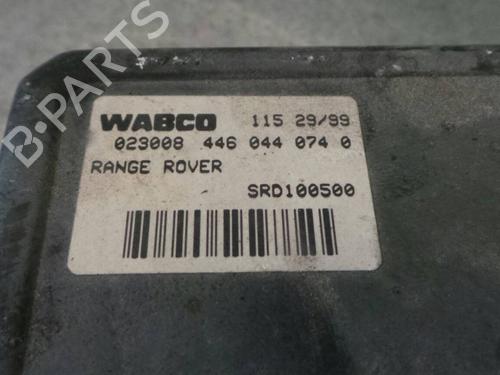 WABCO 115 29/99
023008 446 044 074 0
RANGE ROVER
SRD100500
B-PARTS